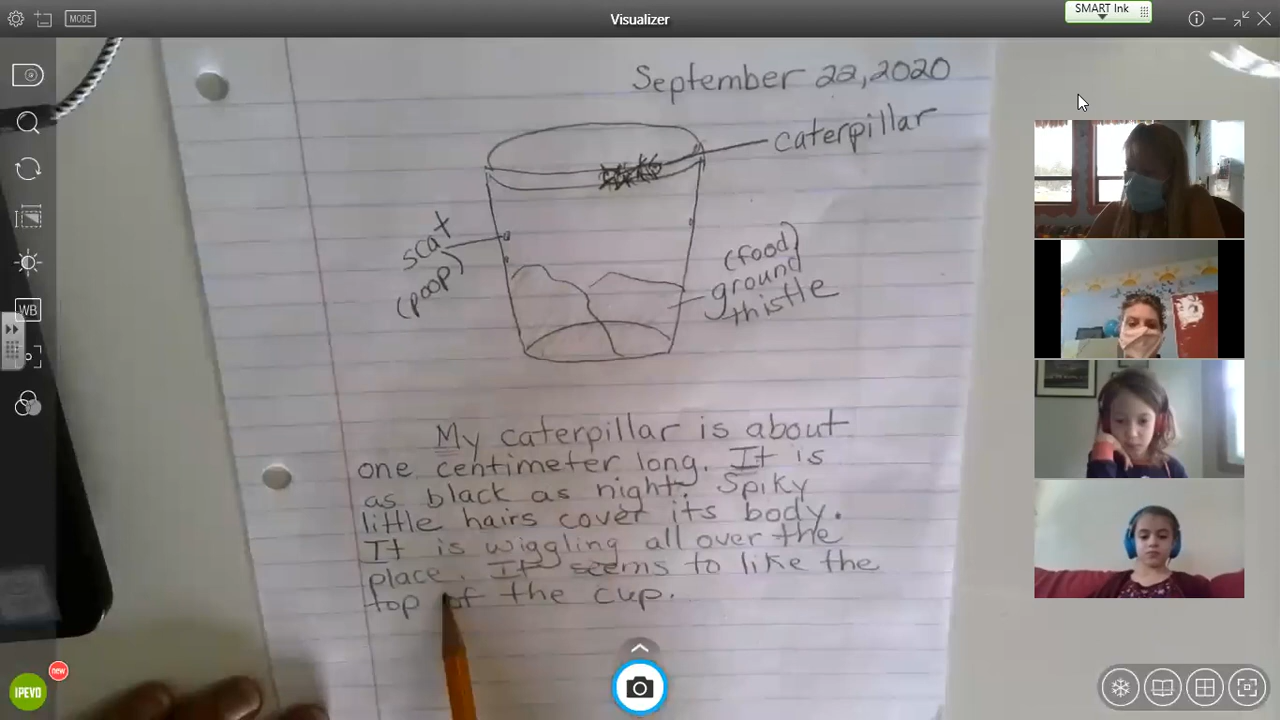 Visualizer
SMART Ink
MODE
September 22, 2020
caterpillar
scat
(poop)
(food)
ground
thistle
My caterpillar is about
one centimeter long. It is
as black as night. Spiky
little hairs cover its body.
It is wiggling all over the
place. It seems to like the
top of the cup.
WB
new
IPEVO